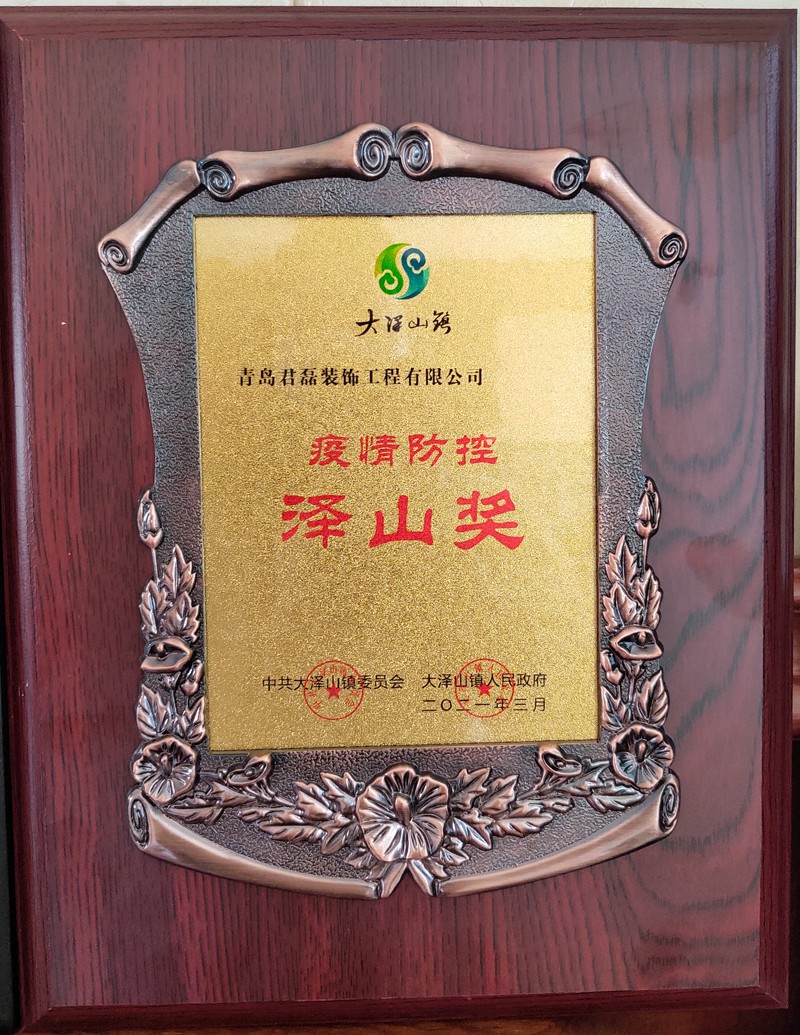 大泽山镇
青岛君磊装饰工程有限公司
疫情防控
泽山奖
中共大泽山镇委员会 大泽山镇人民政府
二〇二一年三月